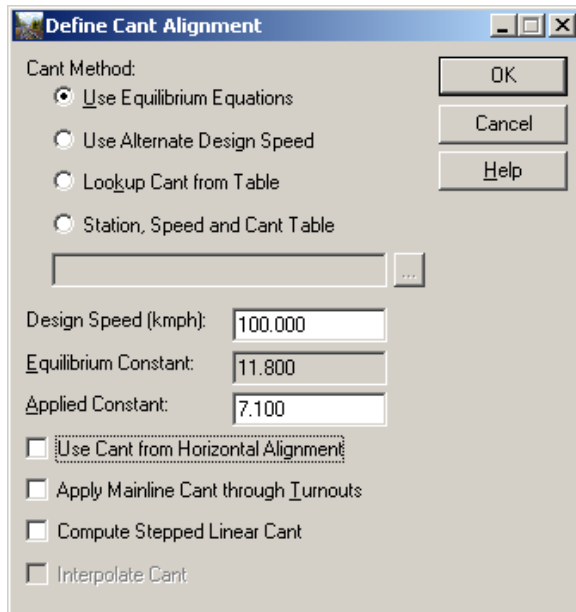 Define Cant Alignment
Cant Method:
Use Equilibrium Equations
Use Alternate Design Speed
Lookup Cant from Table
Station, Speed and Cant Table
...
OK
Cancel
Help
Design Speed (kmph): 100.000
Equilibrium Constant: 11.800
Applied Constant: 7.100
Use Cant from Horizontal Alignment
Apply Mainline Cant through Turnouts
Compute Stepped Linear Cant
Interpolate Cant